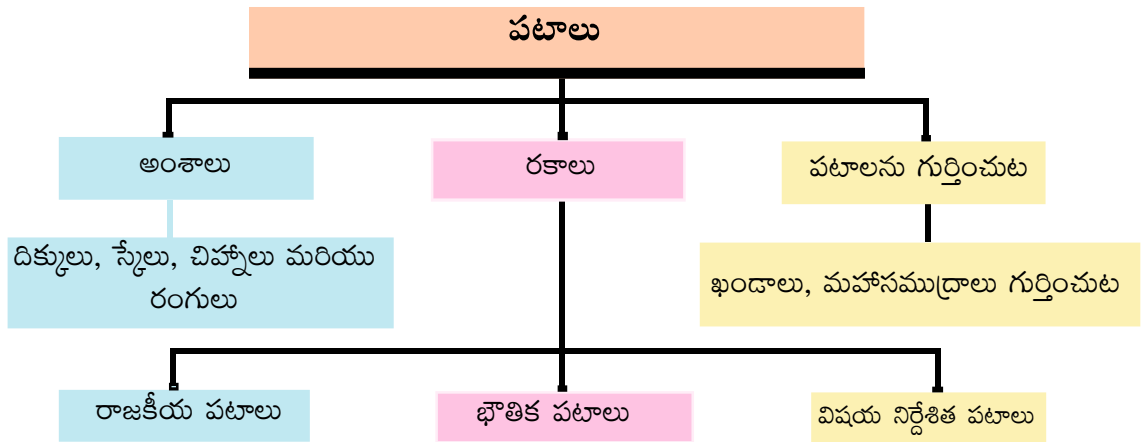 పటాలు
అంశాలు
రకాలు
పటాలను గుర్తించుట
దిక్కులు, స్కేలు, చిహ్నాలు మరియు
రంగులు
ఖండాలు, మహాసముద్రాలు గుర్తించుట
రాజకీయ పటాలు
భౌతిక పటాలు
విషయ నిర్దేశిత పటాలు